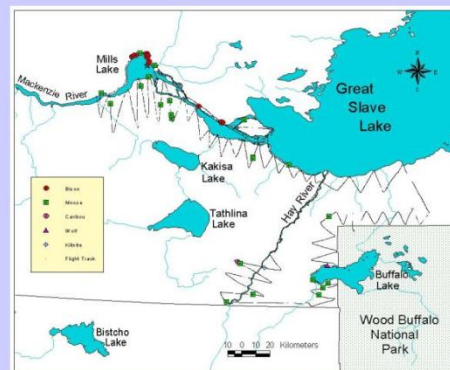 Mills
Lake
Mackenzie River
Great
Slave
Lake
N
W
E
S
Kakisa
Lake
Hay River
Tathlina
Lake
Bison
Moose
Caribou
Wolf
Flight Track
Buffalo
Lake
Wood Buffalo
National
Park
Bistcho
Lake
10 0 20 Kilometers